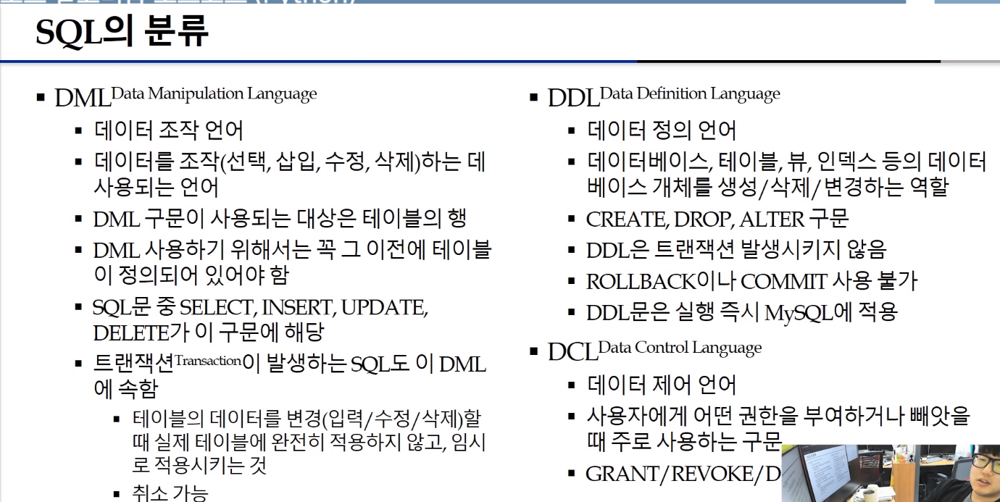 SQL의 분류
▪ DML Data Manipulation Language
▪ 데이터 조작 언어
▪ 데이터를 조작(선택, 삽입, 수정, 삭제)하는 데
사용되는 언어
▪ DML 구문이 사용되는 대상은 테이블의 행
▪ DML 사용하기 위해서는 꼭 그 이전에 테이블
이 정의되어 있어야 함
▪ SQL문 중 SELECT, INSERT, UPDATE,
DELETE가 이 구문에 해당
▪ 트랜잭션Transaction이 발생하는 SQL도 이 DML
에 속함
▪ 테이블의 데이터를 변경(입력/수정/삭제)할
때 실제 테이블에 완전히 적용하지 않고, 임시
로 적용시키는 것
▪ 취소 가능
▪ DDL Data Definition Language
▪ 데이터 정의 언어
▪ 데이터베이스, 테이블, 뷰, 인덱스 등의 데이터
베이스 개체를 생성/삭제/변경하는 역할
▪ CREATE, DROP, ALTER 구문
▪ DDL은 트랜잭션 발생시키지 않음
▪ ROLLBACK이나 COMMIT 사용 불가
▪ DDL문은 실행 즉시 MySQL에 적용
▪ DCL Data Control Language
▪ 데이터 제어 언어
▪ 사용자에게 어떤 권한을 부여하거나 빼앗을
때 주로 사용하는 구문
▪ GRANT/REVOKE/D